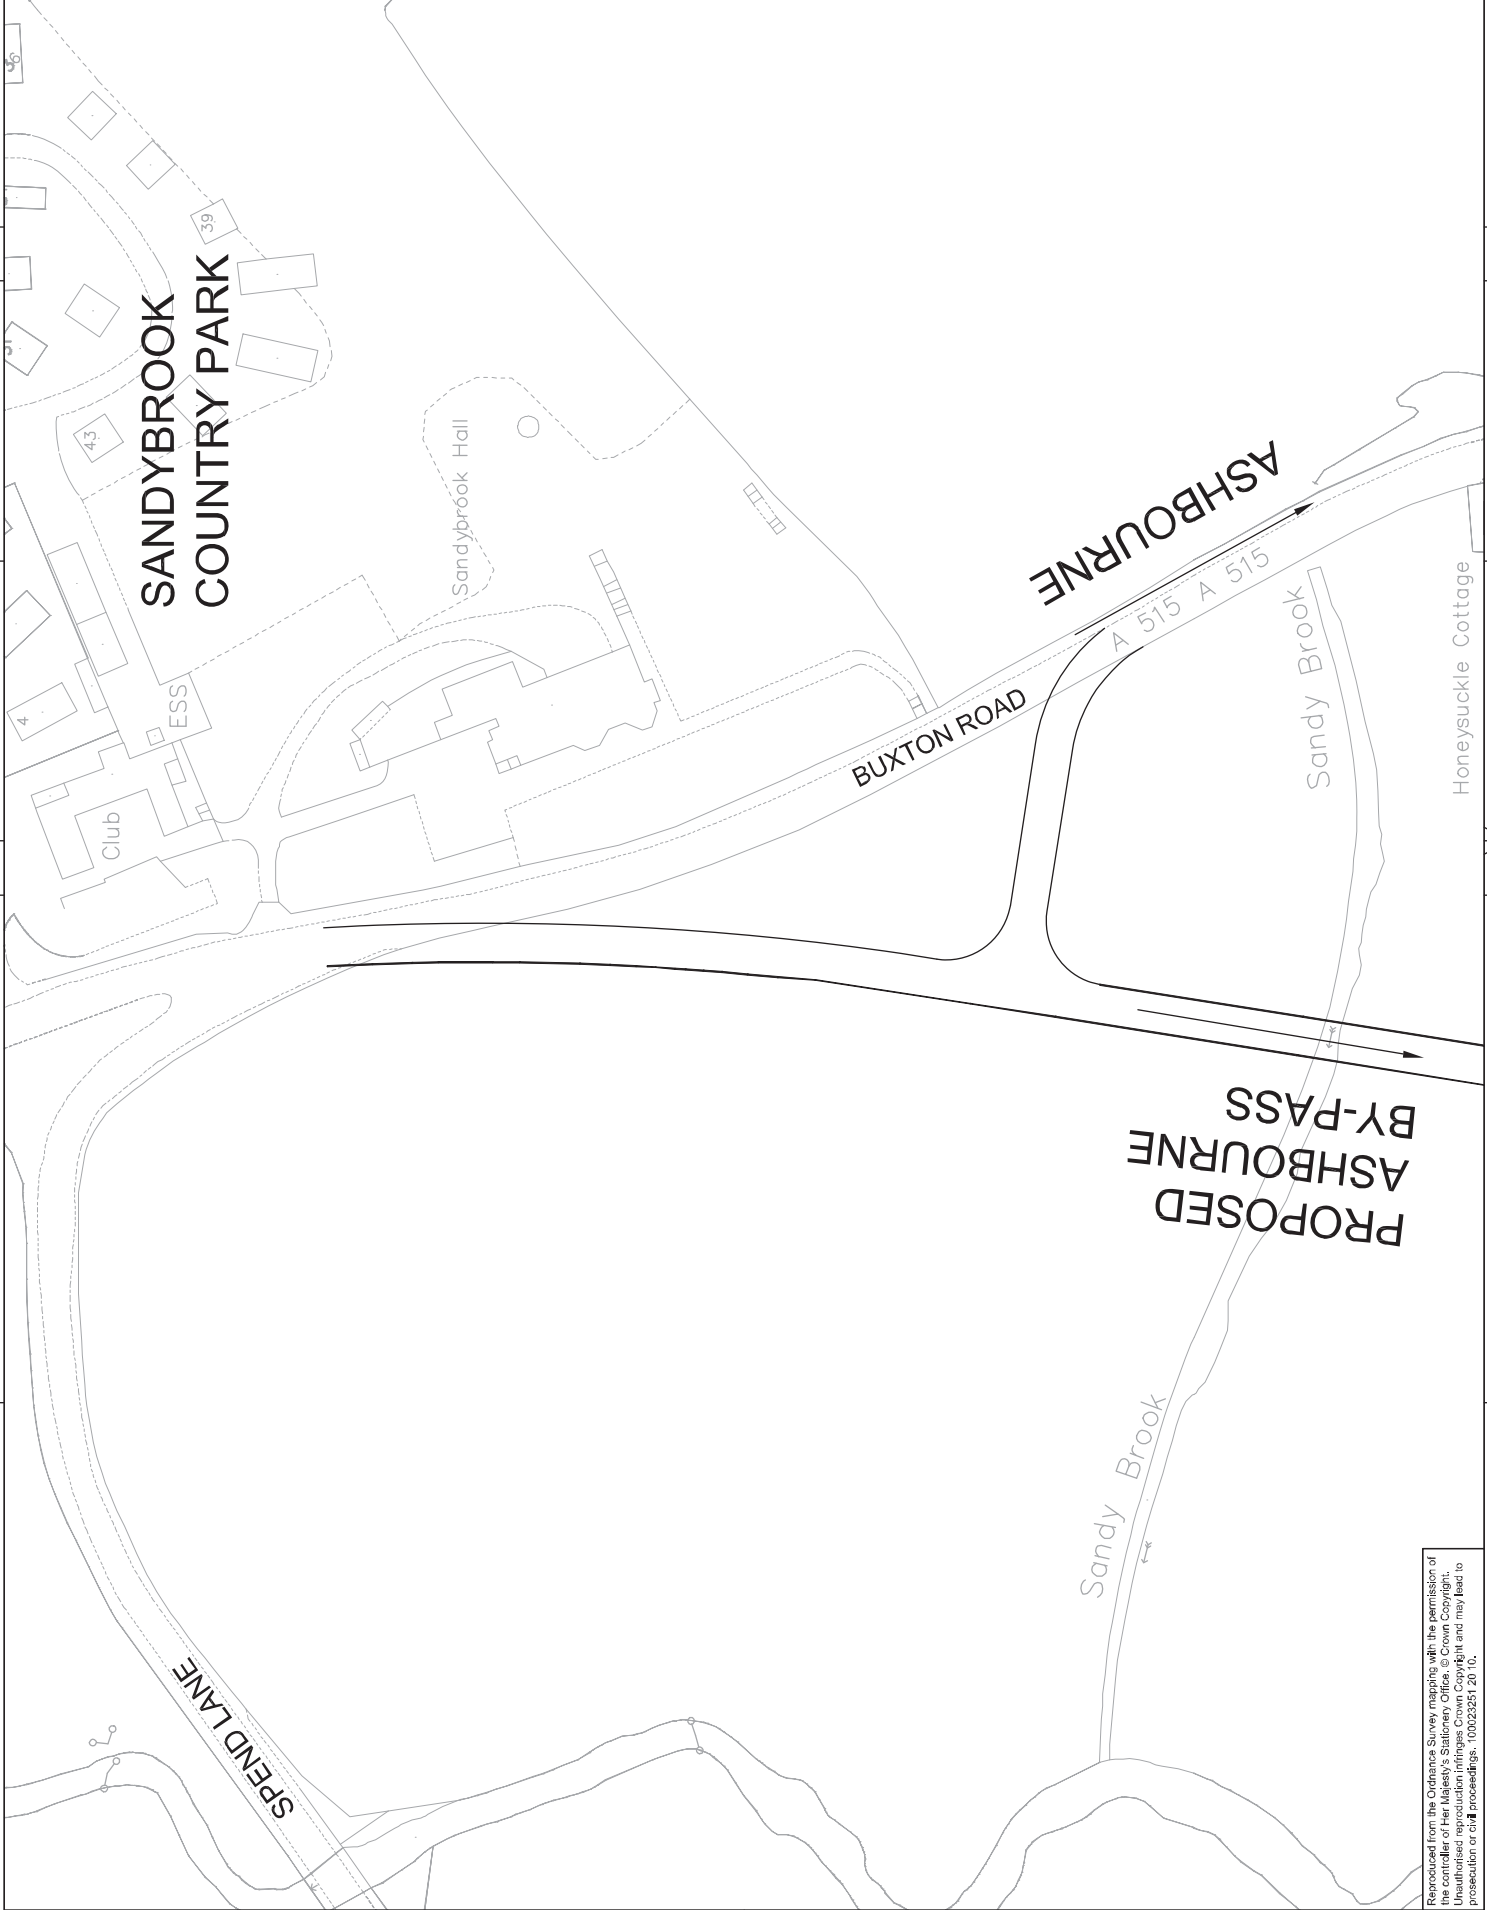 36
39
SANDYBROOK
COUNTRY PARK
43
Sandybrook Hall
4
ESS
Club
ASHBOURNE
A 515 A 515
BUXTON ROAD
Sandy Brook
Honeysuckle Cottage
PROPOSED
ASHBOURNE
BY-PASS
Sandy Brook
SPEND LANE
Reproduced from the Ordnance Survey mapping with the permission of
the controller of Her Majesty's Stationery Office. © Crown Copyright.
Unauthorised reproduction infringes Crown Copyright and may lead to
prosecution or civil proceedings. 100023251 20 10.